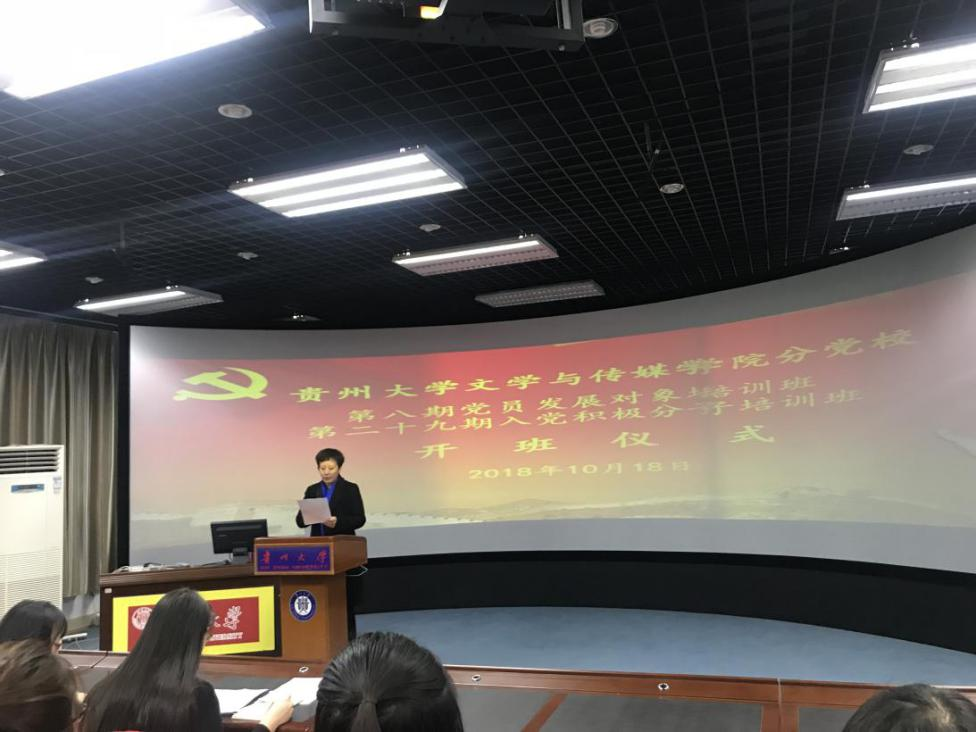 贵州大学文学与传媒学院分党校
第八期党员发展对象培训班
第二十九期入党积极分子培训班
开班仪式
2018年10月18日
贵州大学
大学